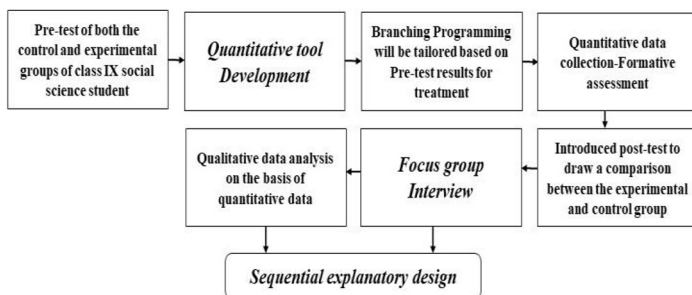 Pre-test of both the
control and experimental
groups of class IX social
science student
Quantitative tool
Development
Branching Programming
will be tailored based on
Pre-test results for
treatment
Quantitative data
collection-Formative
assessment
Introduced post-test to
draw a comparison
between the experimental
and control group
Focus group
Interview
Qualitative data analysis
on the basis of
quantitative data
Sequential explanatory design